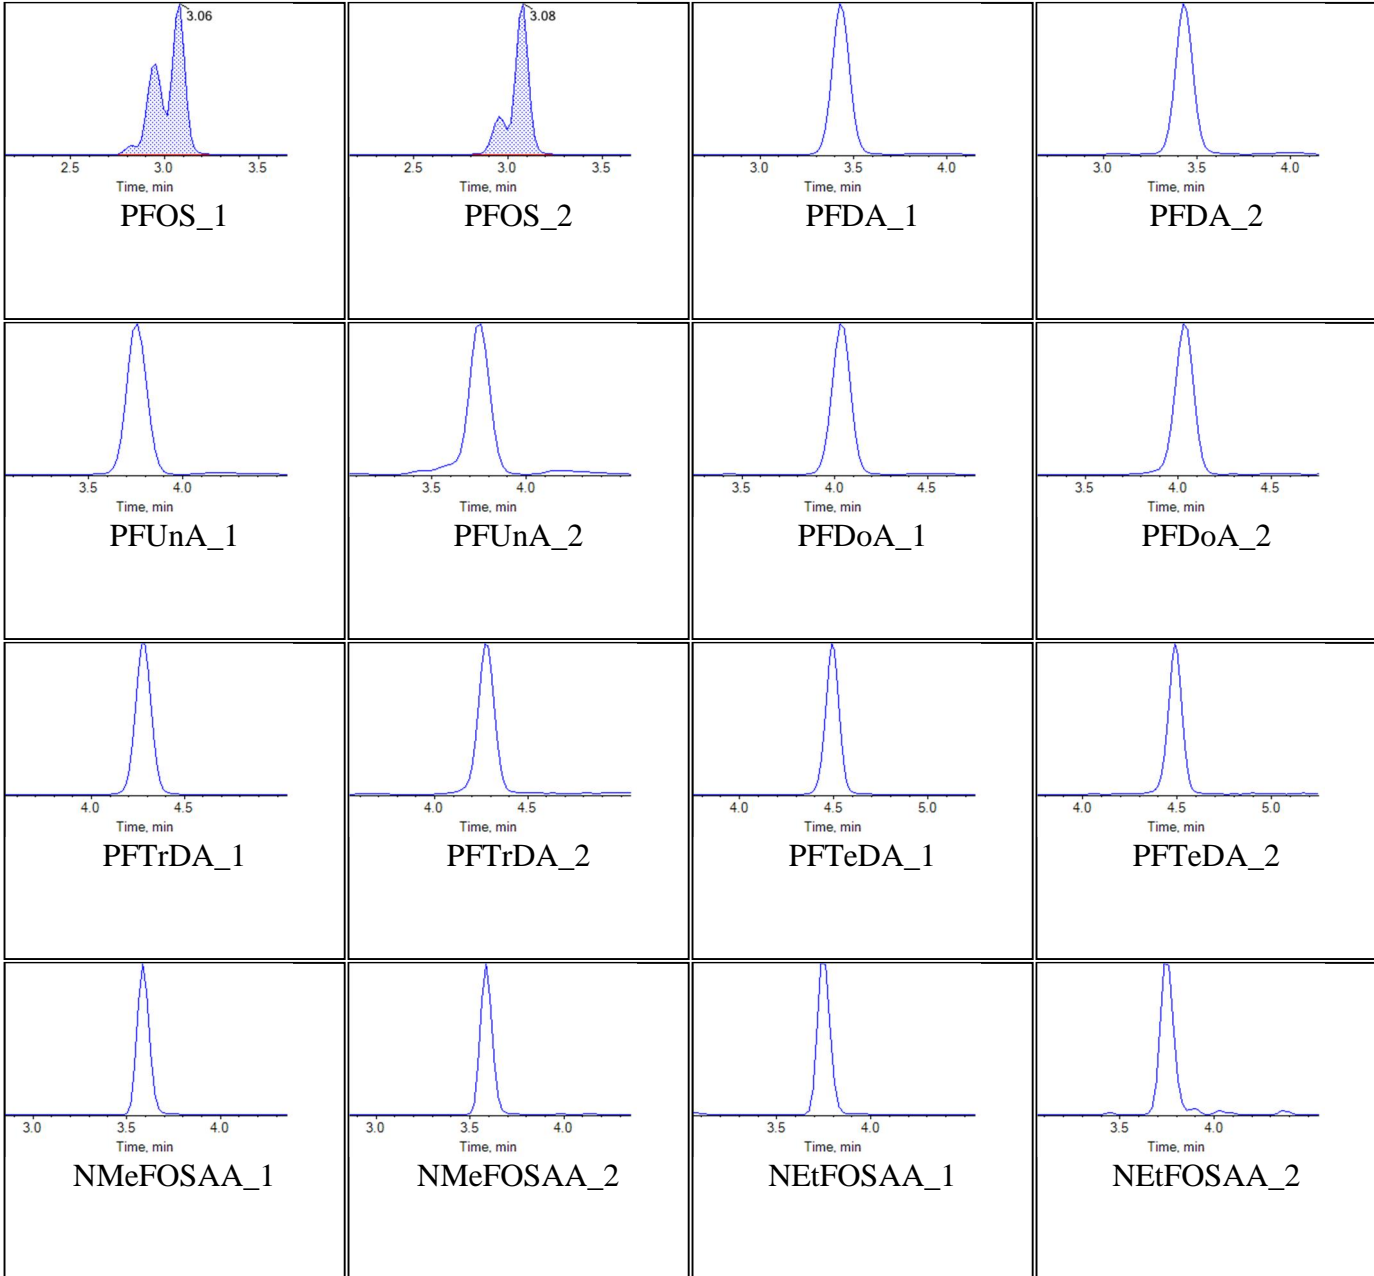 3.06
3.08
2.5 3.0 3.5
2.5 3.0 3.5
3.0 3.5 4.0
3.0 3.5 4.0
Time, min
Time, min
Time, min
Time, min
PFOS_1
PFOS_2
PFDA_1
PFDA_2
3.5 4.0
3.5 4.0
3.5 4.0 4.5
3.5 4.0 4.5
Time, min
Time, min
Time, min
Time, min
PFUnA_1
PFUnA_2
PFDoA_1
PFDoA_2
4.0 4.5
4.0 4.5
4.0 4.5 5.0
4.0 4.5 5.0
Time, min
Time, min
Time, min
Time, min
PFTrDA_1
PFTrDA_2
PFTeDA_1
PFTeDA_2
3.0 3.5 4.0
3.0 3.5 4.0
3.5 4.0
3.5 4.0
Time, min
Time, min
Time, min
Time, min
NMeFOSAA_1
NMeFOSAA_2
NEtFOSAA_1
NEtFOSAA_2